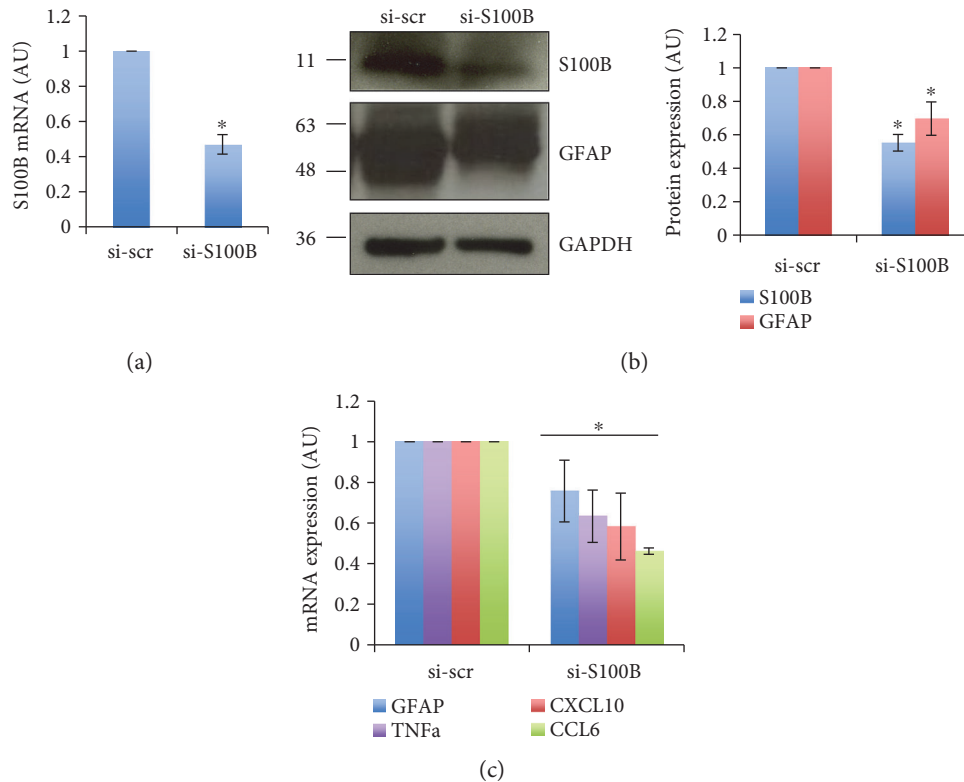 S100B mRNA (AU)
1.2
1
0.8
0.6
0.4
0.2
0
*
si-scr
si-S100B
(a)
si-scr
si-S100B
11
S100B
63
48
GFAP
36
GAPDH
Protein expression (AU)
1.2
1
0.8
0.6
0.4
0.2
0
*
*
si-scr
si-S100B
S100B
GFAP
(b)
mRNA expression (AU)
1.2
1
0.8
0.6
0.4
0.2
0
*
si-scr
si-S100B
GFAP
CXCL10
TNFa
CCL6
(c)